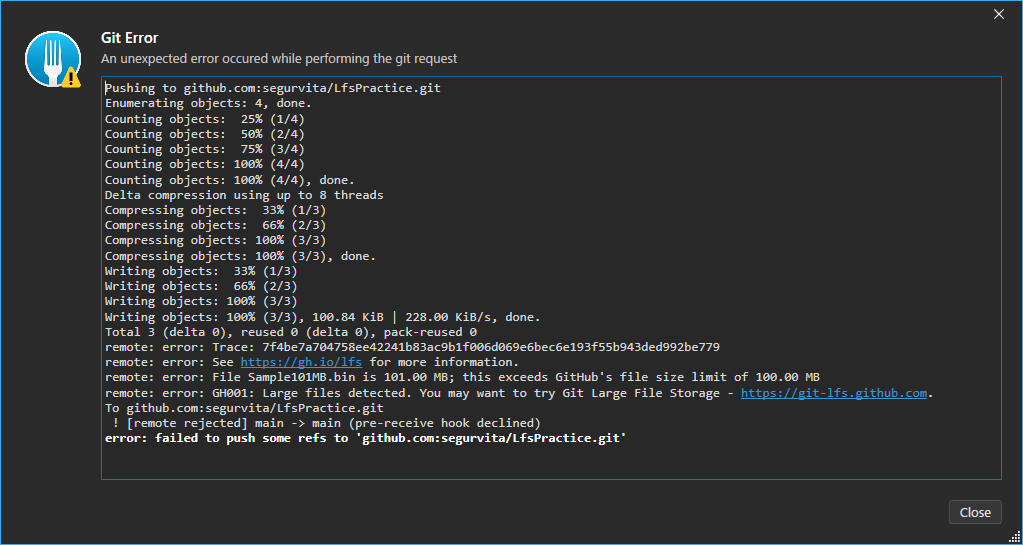 Git Error
An unexpected error occured while performing the git request
Pushing to github.com:segurvita/LfsPractice.git
Enumerating objects: 4, done.
Counting objects:  25% (1/4)
Counting objects:  50% (2/4)
Counting objects:  75% (3/4)
Counting objects: 100% (4/4)
Counting objects: 100% (4/4), done.
Delta compression using up to 8 threads
Compressing objects:  33% (1/3)
Compressing objects:  66% (2/3)
Compressing objects: 100% (3/3)
Compressing objects: 100% (3/3), done.
Writing objects:  33% (1/3)
Writing objects:  66% (2/3)
Writing objects: 100% (3/3)
Writing objects: 100% (3/3), 100.84 KiB | 228.00 KiB/s, done.
Total 3 (delta 0), reused 0 (delta 0), pack-reused 0
remote: error: Trace: 7f4be7a704758ee42241b83ac9b1f006d069e6bec6e193f55b943ded992be779
remote: error: See https://gh.io/lfs for more information.
remote: error: File Sample101MB.bin is 101.00 MB; this exceeds GitHub's file size limit of 100.00 MB
remote: error: GH001: Large files detected. You may want to try Git Large File Storage - https://git-lfs.github.com.
To github.com:segurvita/LfsPractice.git
 ! [remote rejected] main -> main (pre-receive hook declined)
error: failed to push some refs to 'github.com:segurvita/LfsPractice.git'
Close